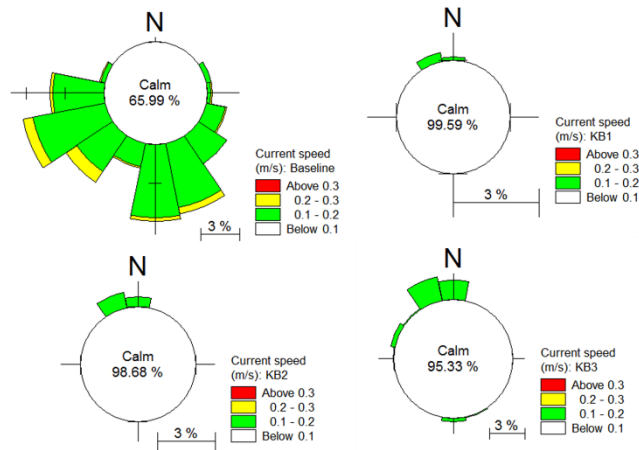 N
Calm
65.99 %
Current speed
(m/s): Baseline
Above 0.3
0.2 - 0.3
0.1 - 0.2
Below 0.1
3 %
N
Calm
99.59 %
Current speed
(m/s): KB1
Above 0.3
0.2 - 0.3
0.1 - 0.2
Below 0.1
3 %
N
Calm
98.68 %
Current speed
(m/s): KB2
Above 0.3
0.2 - 0.3
0.1 - 0.2
Below 0.1
3 %
N
Calm
95.33 %
Current speed
(m/s): KB3
Above 0.3
0.2 - 0.3
0.1 - 0.2
Below 0.1
3 %